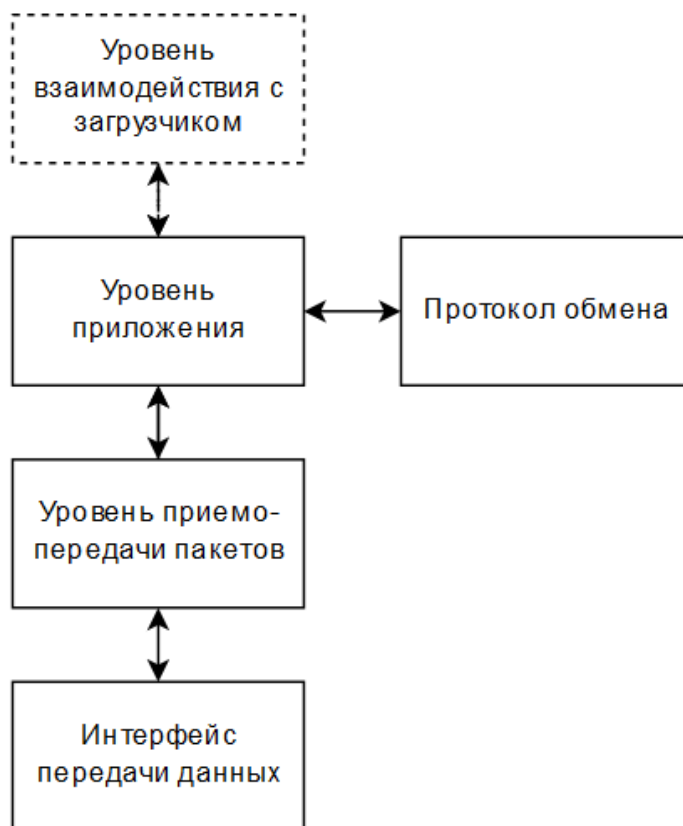 Уровень
взаимодействия с
загрузчиком
Уровень
приложения
Протокол обмена
Уровень приемо-
передачи пакетов
Интерфейс
передачи данных